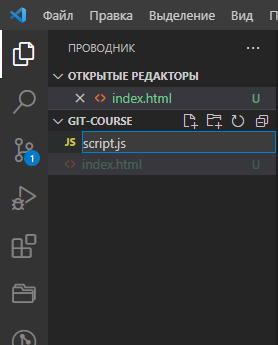 Файл Правка Выделение Вид
ПРОВОДНИК
ОТКРЫТЫЕ РЕДАКТОРЫ
index.html U
GIT-COURSE
JS script.js
index.html U
1